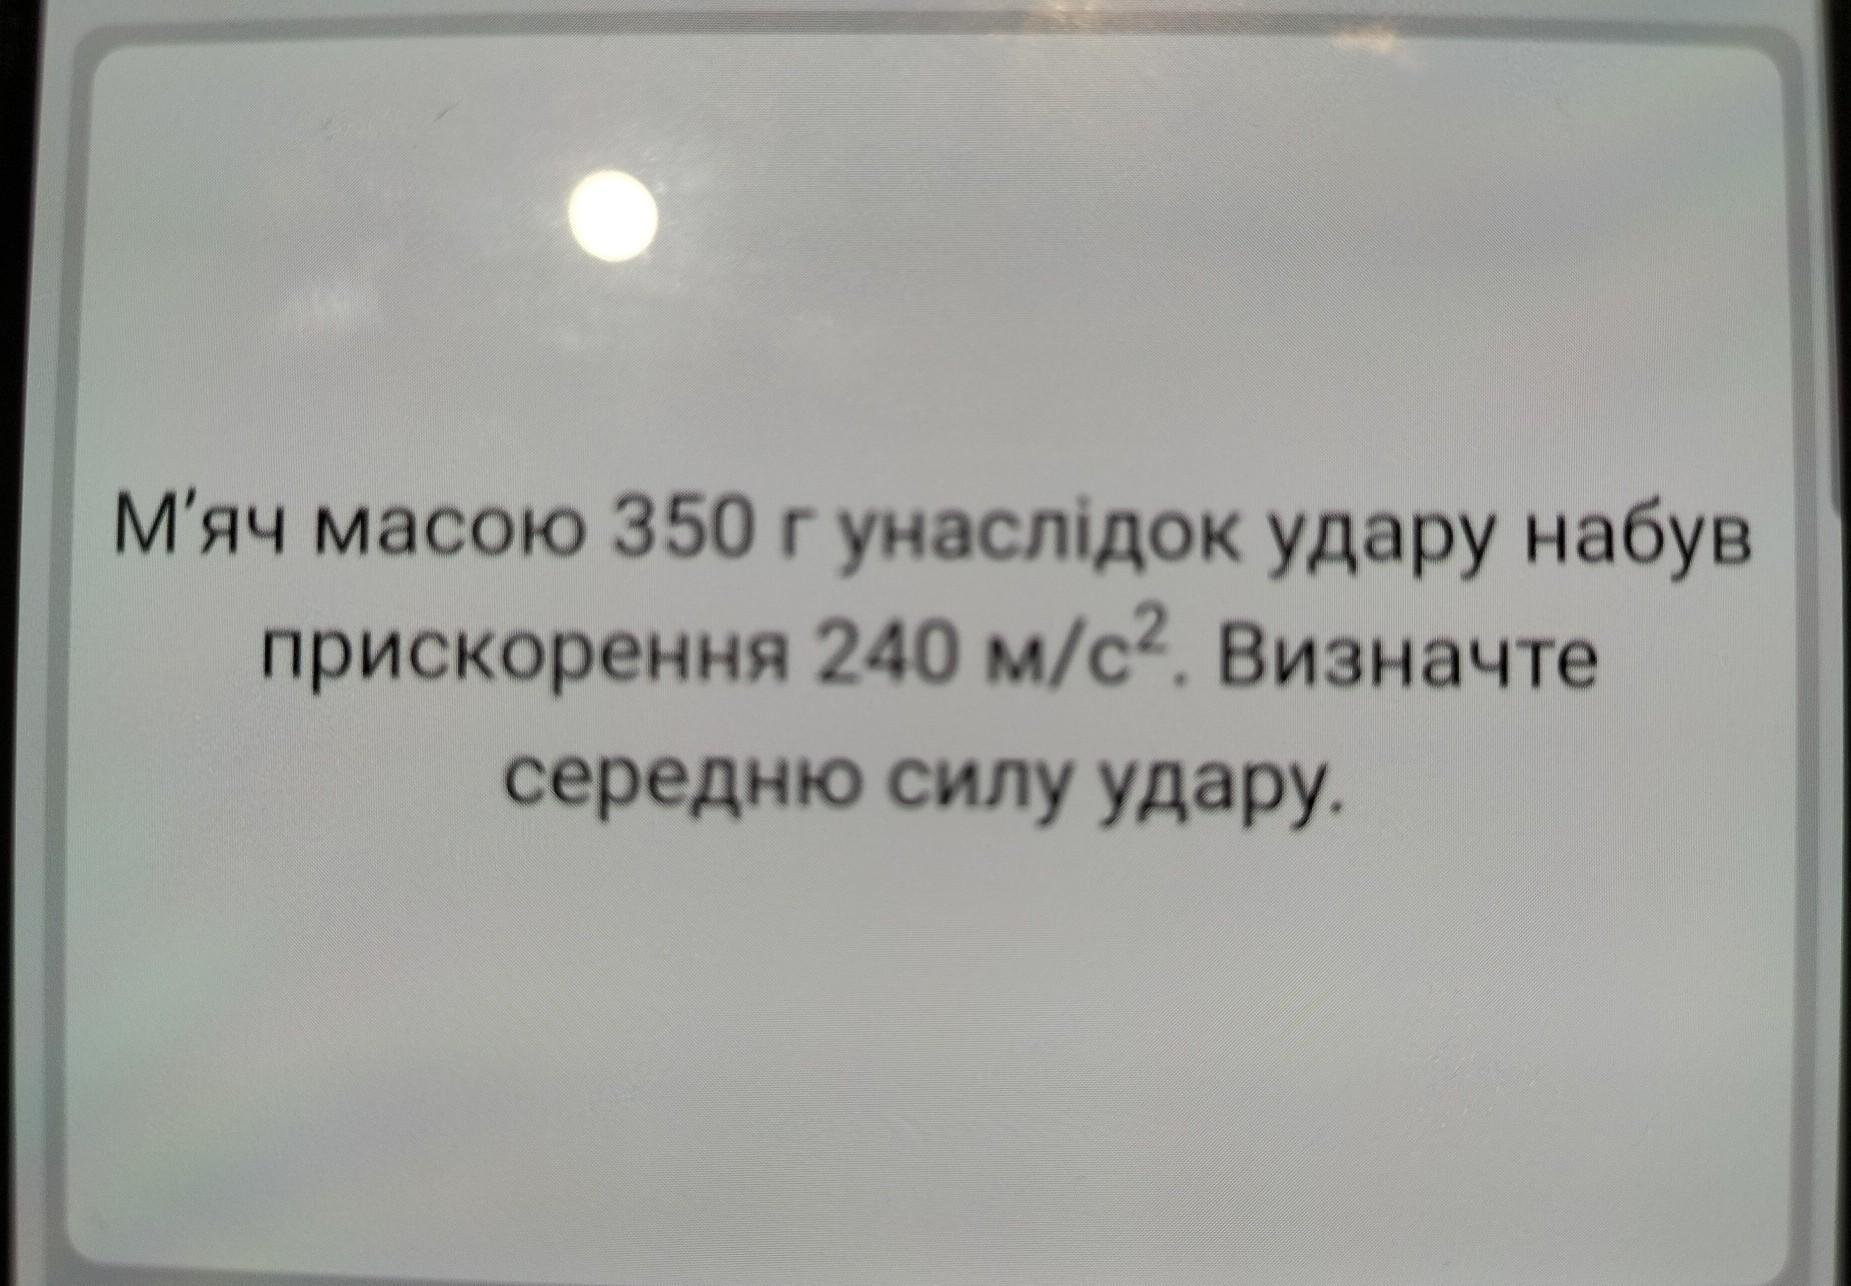 М'яч масою 350 г унаслідок удару набув
прискорення 240 м/с². Визначте
середню силу удару.